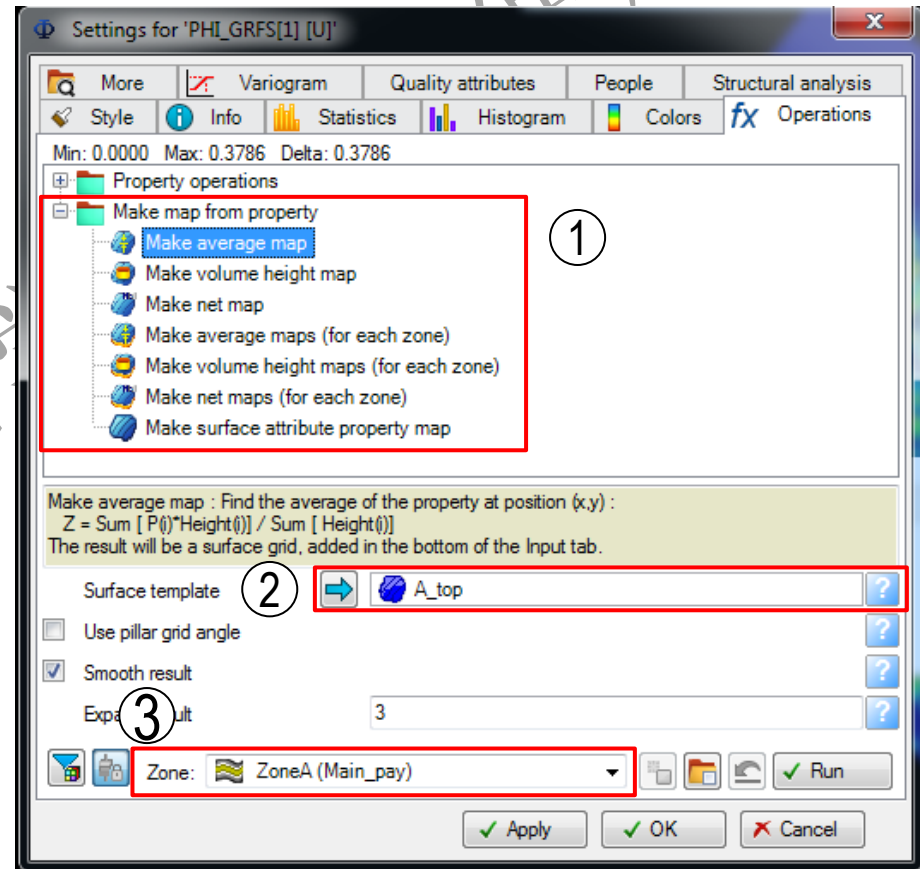 Settings for 'PHI_GRFS[1] [U]'
More Variogram Quality attributes People Structural analysis
Style Info Statistics Histogram Colors fx Operations
Min: 0.0000 Max: 0.3786 Delta: 0.3786
Property operations
Make map from property
Make average map
Make volume height map
Make net map
Make average maps (for each zone)
Make volume height maps (for each zone)
Make net maps (for each zone)
Make surface attribute property map
①
Make average map : Find the average of the property at position (x,y) :
Z = Sum [ P(i)*Height(i)] / Sum [ Height(i)]
The result will be a surface grid, added in the bottom of the Input tab.
Surface template ② A_top ?
Use pillar grid angle ?
Smooth result ?
③ 3 ?
Zone: ZoneA (Main_pay) Run
Apply OK Cancel